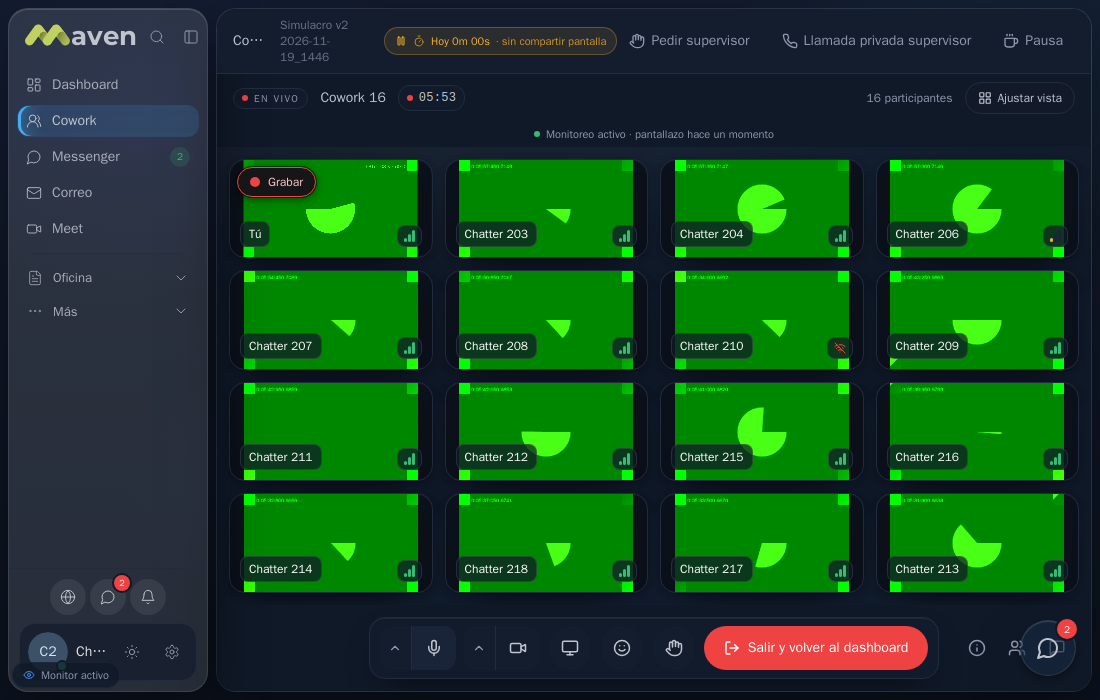 Maven
Dashboard
Cowork
Messenger 2
Correo
Meet
Oficina
Más
2
C2 Ch···
Monitor activo
Co··· Simulacro v2
2026-11-
19_1446
Hoy 0m 00s · sin compartir pantalla
Pedir supervisor
Llamada privada supervisor
Pausa
EN VIVO Cowork 16 05:53
16 participantes Ajustar vista
Monitoreo activo · pantallazo hace un momento
Grabar
Tú
Chatter 203
Chatter 204
Chatter 206
Chatter 207
Chatter 208
Chatter 210
Chatter 209
Chatter 211
Chatter 212
Chatter 215
Chatter 216
Chatter 214
Chatter 218
Chatter 217
Chatter 213
Salir y volver al dashboard
2